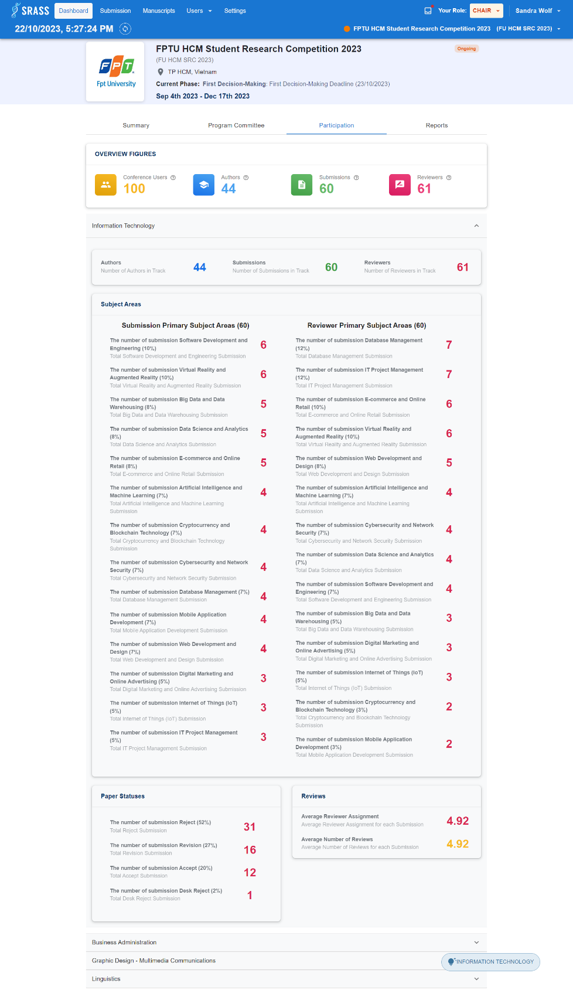 SRASS Dashboard Submission Manuscripts Users Settings Your Role: CHAIR Sandra Wolf
22/10/2023, 5:27:24 PM FPTU HCM Student Research Competition 2023 (FU HCM SRC 2023)
FPT
Fpt University
FPTU HCM Student Research Competition 2023 Ongoing
(FU HCM SRC 2023)
TP HCM, Vietnam
Current Phase: First Decision-Making: First Decision-Making Deadline (23/10/2023)
Sep 4th 2023 - Dec 17th 2023
Summary Program Committee Participation Reports
OVERVIEW FIGURES
Conference Users
100
Authors
44
Submissions
60
Reviewers
61
Information Technology
Authors
Number of Authors in Track
44
Submissions
Number of Submissions in Track
60
Reviewers
Number of Reviewers in Track
61
Subject Areas
Submission Primary Subject Areas (60)
The number of submission Software Development and
Engineering (10%)
Total Software Development and Engineering Submission
6
The number of submission Virtual Reality and
Augmented Reality (10%)
Total Virtual Reality and Augmented Reality Submission
6
The number of submission Big Data and Data
Warehousing (8%)
Total Big Data and Data Warehousing Submission
5
The number of submission Data Science and Analytics
(8%)
Total Data Science and Analytics Submission
5
The number of submission E-commerce and Online
Retail (8%)
Total E-commerce and Online Retail Submission
5
The number of submission Artificial Intelligence and
Machine Learning (7%)
Total Artificial Intelligence and Machine Learning
Submission
4
The number of submission Cryptocurrency and
Blockchain Technology (7%)
Total Cryptocurrency and Blockchain Technology
Submission
4
The number of submission Cybersecurity and Network
Security (7%)
Total Cybersecurity and Network Security Submission
4
The number of submission Database Management (7%)
Total Database Management Submission
4
The number of submission Mobile Application
Development (7%)
Total Mobile Application Development Submission
4
The number of submission Web Development and
Design (7%)
Total Web Development and Design Submission
4
The number of submission Digital Marketing and
Online Advertising (5%)
Total Digital Marketing and Online Advertising Submission
3
The number of submission Internet of Things (IoT)
(5%)
Total Internet of Things (IoT) Submission
3
The number of submission IT Project Management
(5%)
Total IT Project Management Submission
3
Reviewer Primary Subject Areas (60)
The number of submission Database Management
(12%)
Total Database Management Submission
7
The number of submission IT Project Management
(12%)
Total IT Project Management Submission
7
The number of submission E-commerce and Online
Retail (10%)
Total E-commerce and Online Retail Submission
6
The number of submission Virtual Reality and
Augmented Reality (10%)
Total Virtual Reality and Augmented Reality Submission
6
The number of submission Web Development and
Design (8%)
Total Web Development and Design Submission
5
The number of submission Artificial Intelligence and
Machine Learning (7%)
Total Artificial Intelligence and Machine Learning
Submission
4
The number of submission Cybersecurity and Network
Security (7%)
Total Cybersecurity and Network Security Submission
4
The number of submission Data Science and Analytics
(7%)
Total Data Science and Analytics Submission
4
The number of submission Software Development and
Engineering (7%)
Total Software Development and Engineering Submission
4
The number of submission Big Data and Data
Warehousing (5%)
Total Big Data and Data Warehousing Submission
3
The number of submission Digital Marketing and
Online Advertising (5%)
Total Digital Marketing and Online Advertising Submission
3
The number of submission Internet of Things (IoT)
(5%)
Total Internet of Things (IoT) Submission
3
The number of submission Cryptocurrency and
Blockchain Technology (3%)
Total Cryptocurrency and Blockchain Technology
Submission
2
The number of submission Mobile Application
Development (3%)
Total Mobile Application Development Submission
2
Paper Statuses
The number of submission Reject (52%)
Total Reject Submission
31
The number of submission Revision (27%)
Total Revision Submission
16
The number of submission Accept (20%)
Total Accept Submission
12
The number of submission Desk Reject (2%)
Total Desk Reject Submission
1
Reviews
Average Reviewer Assignment
Average Reviewer Assignment for each Submission
4.92
Average Number of Reviews
Average Number of Reviews for each Submission
4.92
Business Administration
Graphic Design - Multimedia Communications
INFORMATION TECHNOLOGY
Linguistics